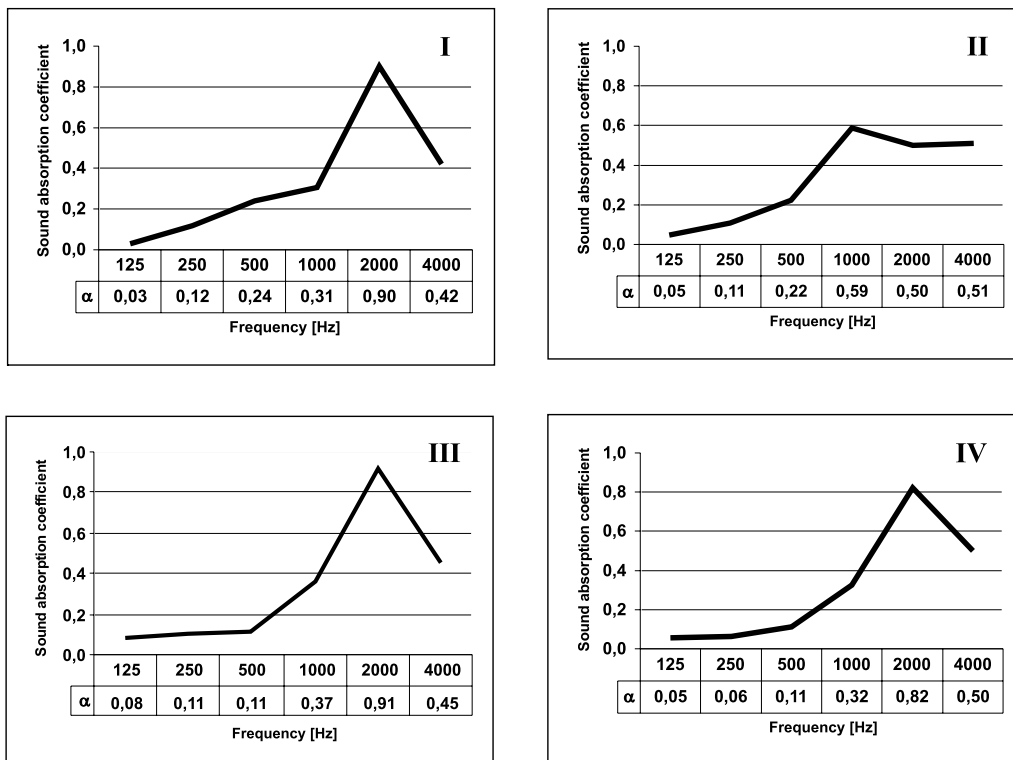 I
Sound absorption coefficient
1,0
0,8
0,6
0,4
0,2
0,0
125 250 500 1000 2000 4000
α 0,03 0,12 0,24 0,31 0,90 0,42
Frequency [Hz]
II
Sound absorption coefficient
1,0
0,8
0,6
0,4
0,2
0,0
125 250 500 1000 2000 4000
α 0,05 0,11 0,22 0,59 0,50 0,51
Frequency [Hz]
III
Sound absorption coefficient
1,0
0,8
0,6
0,4
0,2
0,0
125 250 500 1000 2000 4000
α 0,08 0,11 0,11 0,37 0,91 0,45
Frequency [Hz]
IV
Sound absorption coefficient
1,0
0,8
0,6
0,4
0,2
0,0
125 250 500 1000 2000 4000
α 0,05 0,06 0,11 0,32 0,82 0,50
Frequency [Hz]